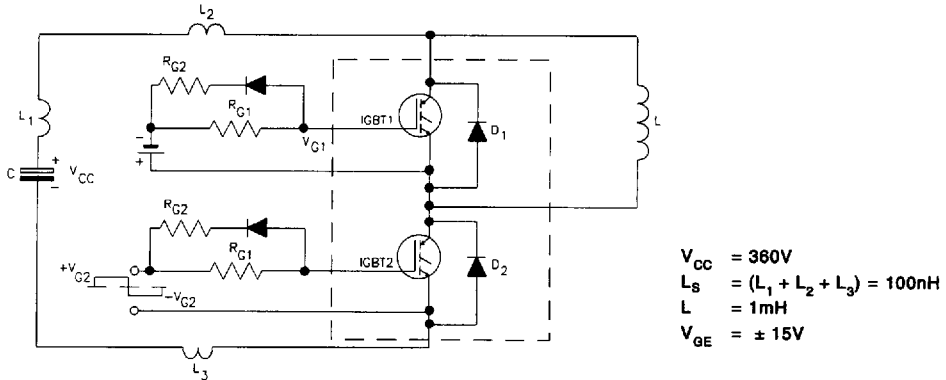 L2
RG2
RG1
L1
IGBT1
D1
L
VG1
C
+
−
VCC
−
+
RG2
RG1
IGBT2
D2
+VG2
−VG2
L3
VCC = 360V
LS = (L1 + L2 + L3) = 100nH
L = 1mH
VGE = ± 15V